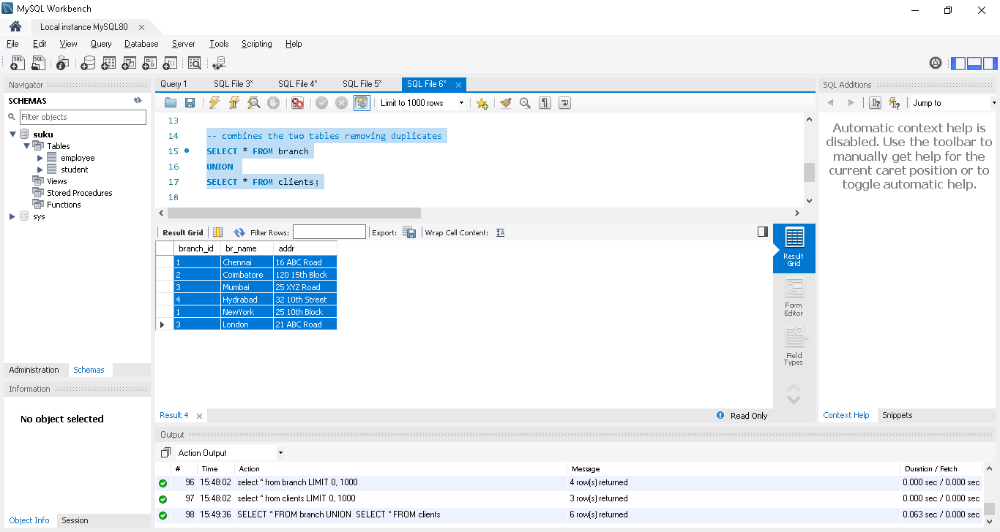 MySQL Workbench
Local instance MySQL80
File Edit View Query Database Server Tools Scripting Help
Navigator
SCHEMAS
Filter objects
suku
Tables
employee
student
Views
Stored Procedures
Functions
sys
Administration Schemas
Information
No object selected
Object Info Session
Query 1 SQL File 3* SQL File 4* SQL File 5* SQL File 6*
Limit to 1000 rows
13
14 -- combines the two tables removing duplicates
15 SELECT * FROM branch
16 UNION
17 SELECT * FROM clients;
18
Result Grid Filter Rows: Export: Wrap Cell Content:
branch_id br_name addr
1 Chennai 16 ABC Road
2 Coimbatore 120 15th Block
3 Mumbai 25 XYZ Road
4 Hydrabad 32 10th Street
1 NewYork 25 10th Block
3 London 21 ABC Road
Result
Grid
Form
Editor
Field
Types
Result 4 Read Only
Output
Action Output
# Time Action Message Duration / Fetch
96 15:48:02 select * from branch LIMIT 0, 1000 4 row(s) returned 0.000 sec / 0.000 sec
97 15:48:02 select * from clients LIMIT 0, 1000 3 row(s) returned 0.000 sec / 0.000 sec
98 15:49:36 SELECT * FROM branch UNION SELECT * FROM clients 6 row(s) returned 0.063 sec / 0.000 sec
SQL Additions
Jump to
Automatic context help is
disabled. Use the toolbar to
manually get help for the
current caret position or to
toggle automatic help.
Context Help Snippets